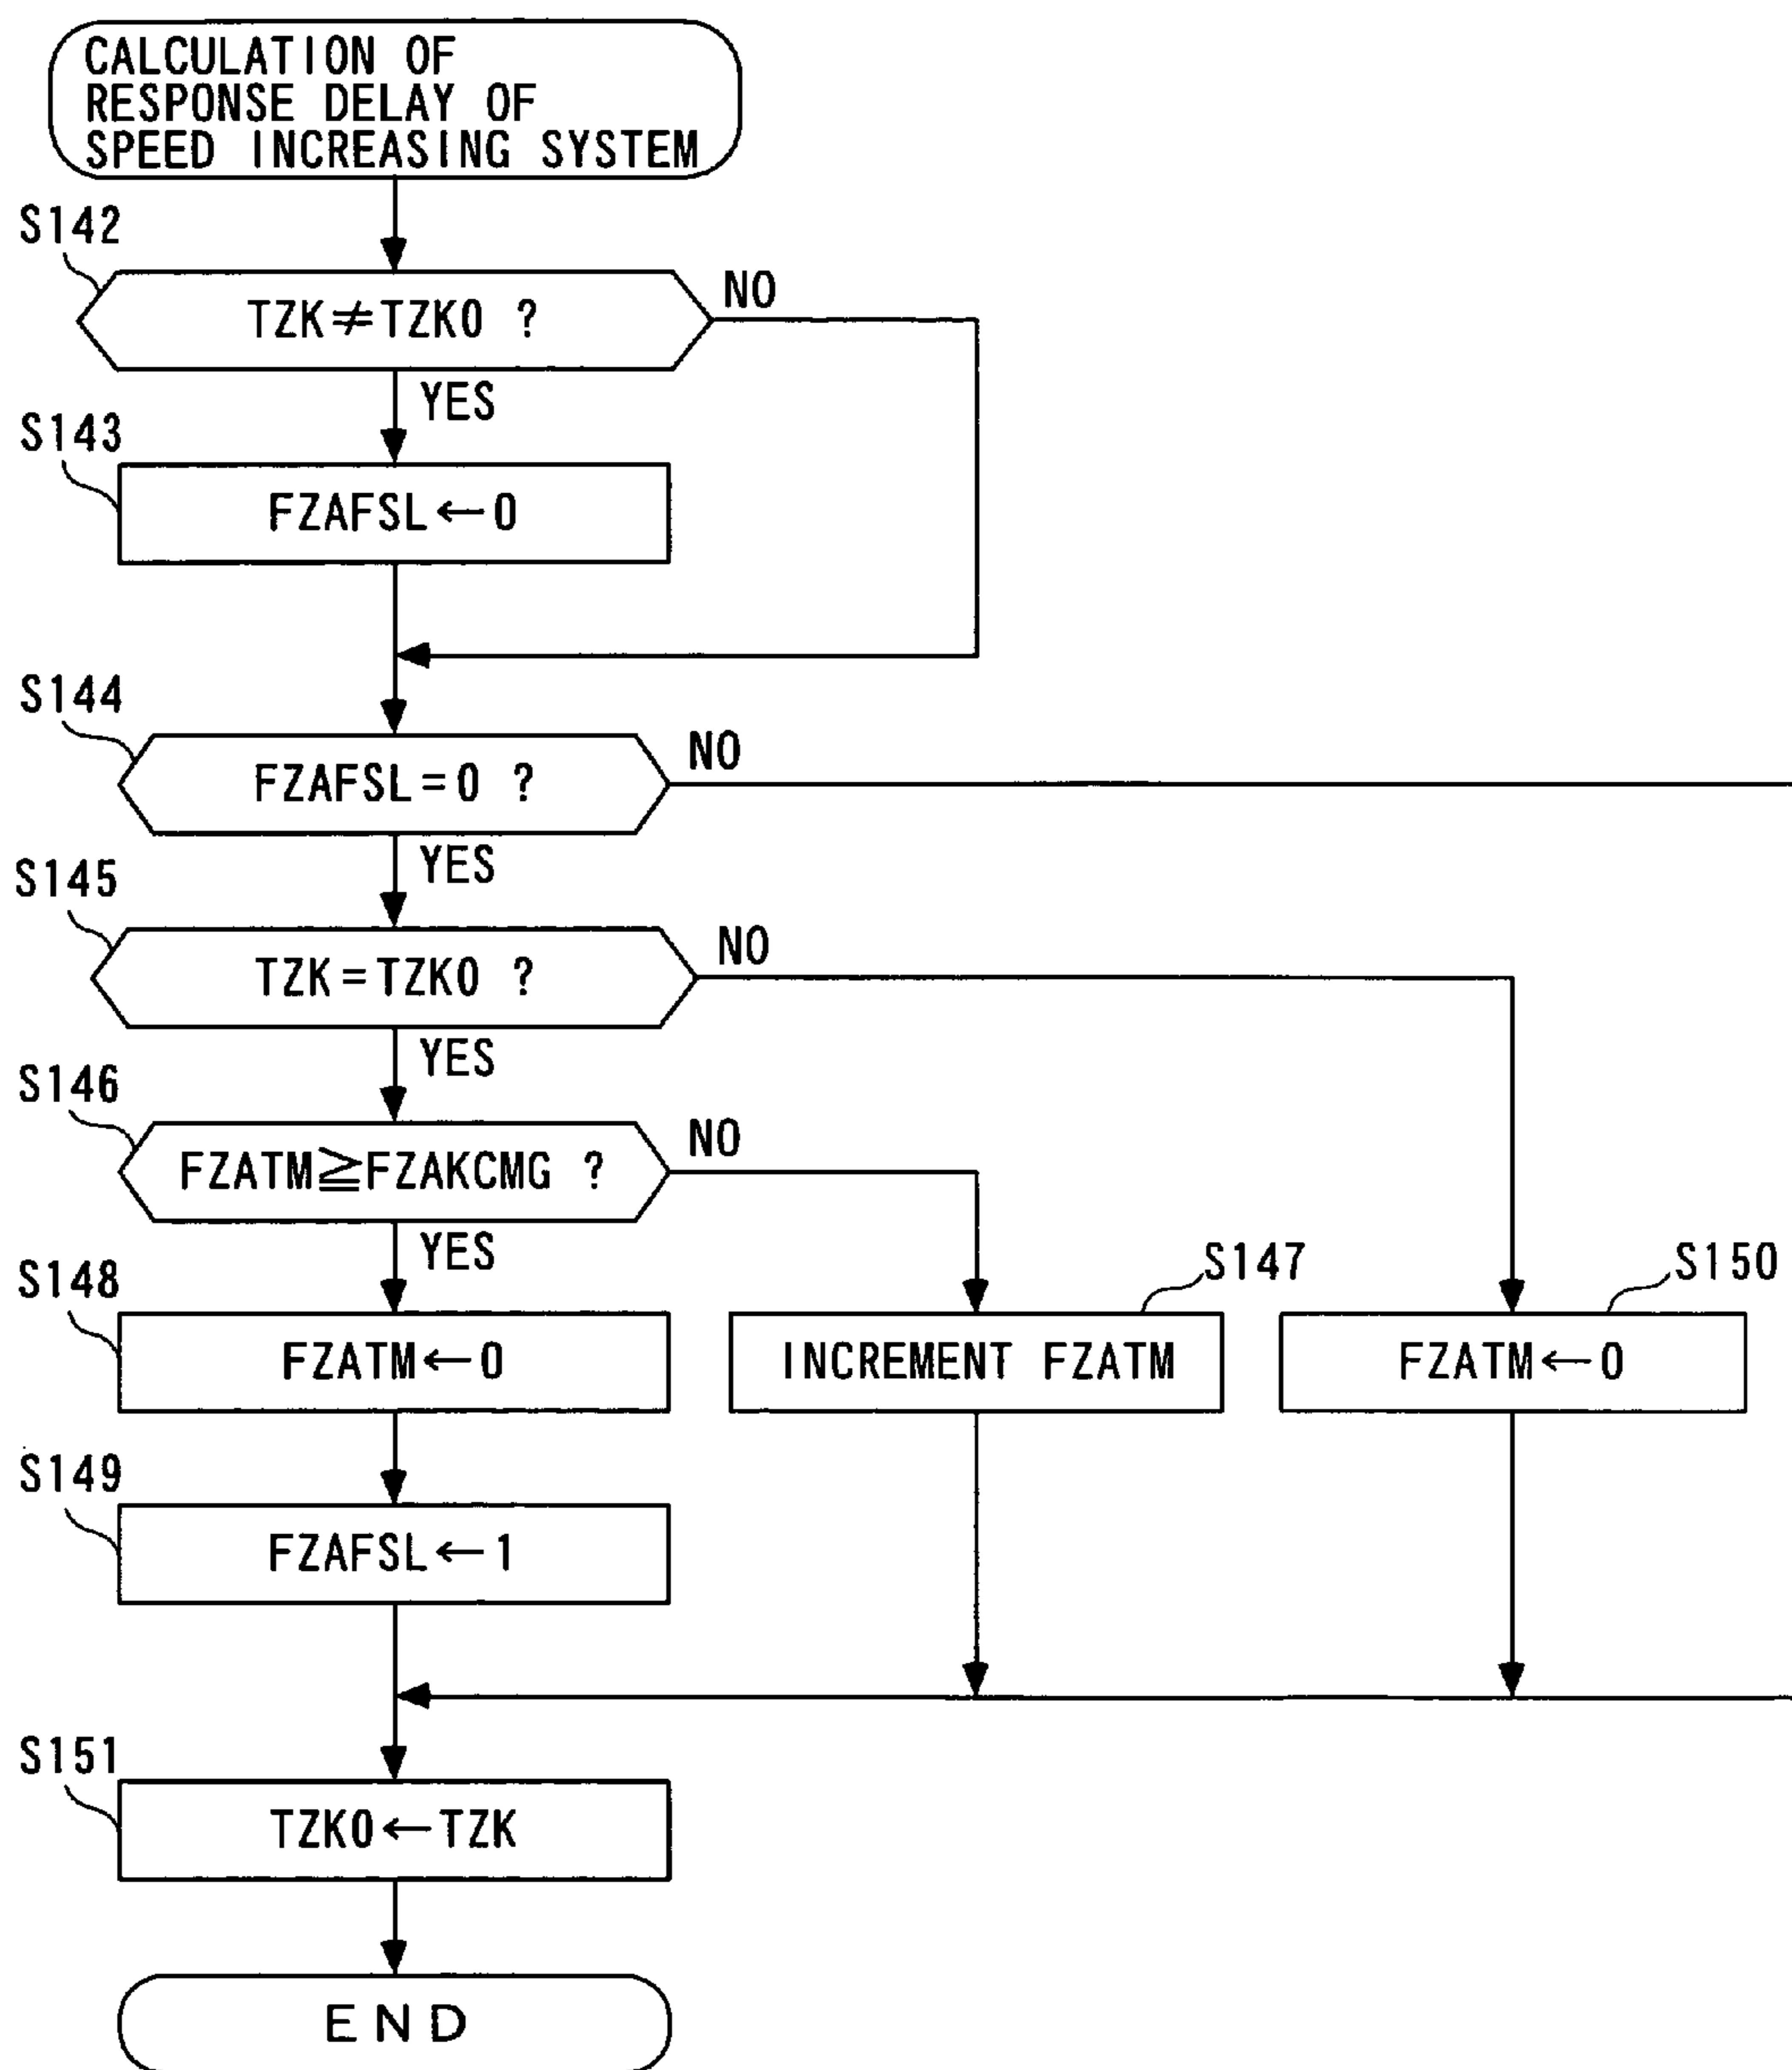 CALCULATION OF
RESPONSE DELAY OF
SPEED INCREASING SYSTEM
S142
TZK≠TZK0 ?
NO
YES
S143
FZAFSL←0
S144
FZAFSL=0 ?
NO
YES
S145
TZK=TZK0 ?
NO
YES
S146
FZATM≧FZAKCMG ?
NO
YES
S148
FZATM←0
S147
INCREMENT FZATM
S150
FZATM←0
S149
FZAFSL←1
S151
TZK0←TZK
END